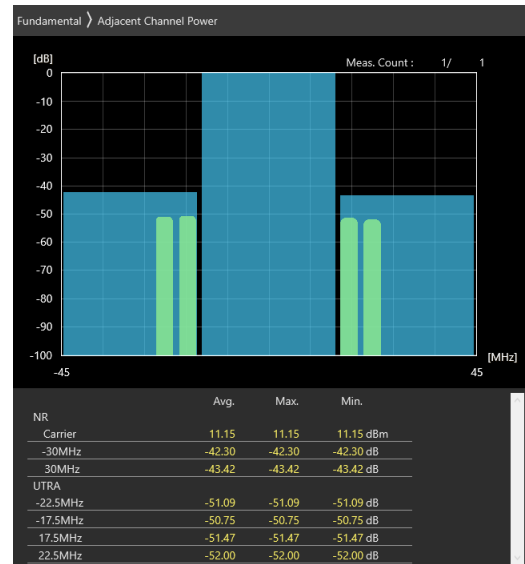 Fundamental 〉 Adjacent Channel Power
[dB] Meas. Count : 1/ 1
0
-10
-20
-30
-40
-50
-60
-70
-80
-90
-100 [MHz]
-45 45
Avg. Max. Min.
NR
Carrier 11.15 11.15 11.15 dBm
-30MHz -42.30 -42.30 -42.30 dB
30MHz -43.42 -43.42 -43.42 dB
UTRA
-22.5MHz -51.09 -51.09 -51.09 dB
-17.5MHz -50.75 -50.75 -50.75 dB
17.5MHz -51.47 -51.47 -51.47 dB
22.5MHz -52.00 -52.00 -52.00 dB